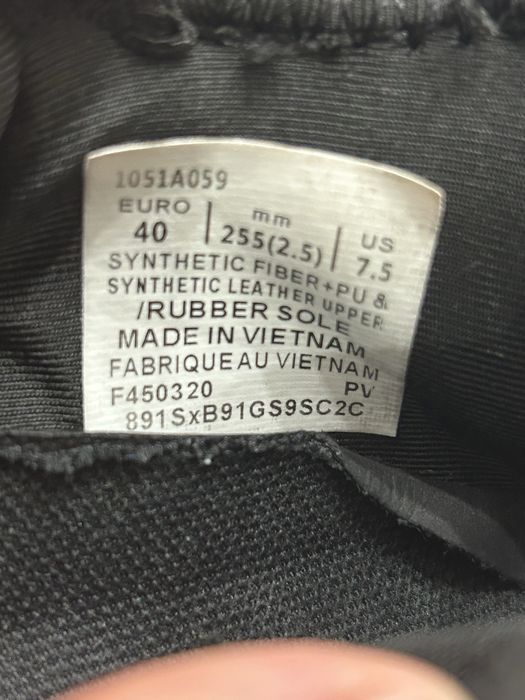 1051A059
EURO 40 | mm 255(2.5) | US 7.5
SYNTHETIC FIBER+PU &
SYNTHETIC LEATHER UPPER
/RUBBER SOLE
MADE IN VIETNAM
FABRIQUE AU VIETNAM
F450320 PV
891SxB91GS9SC2C